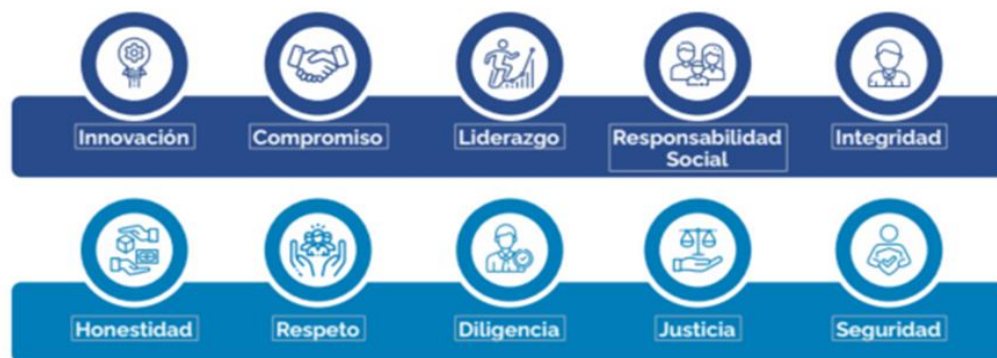 Innovación
Compromiso
Liderazgo
Responsabilidad
Social
Integridad
Honestidad
Respeto
Diligencia
Justicia
Seguridad